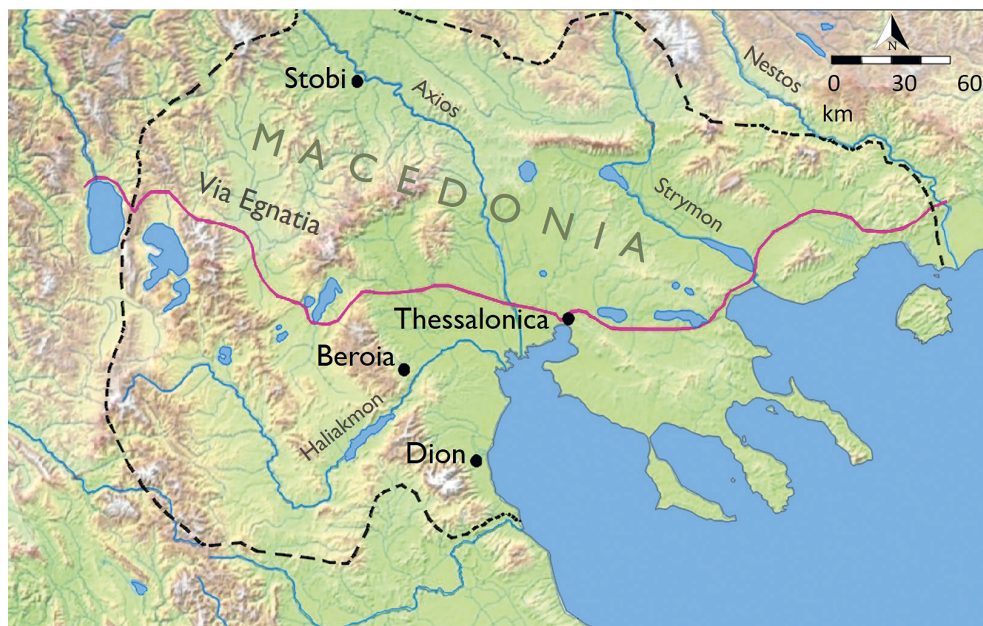 N
0 30 60
km
Nestos
Stobi
Axios
MACEDONIA
Via Egnatia
Strymon
Thessalonica
Beroia
Haliakmon
Dion